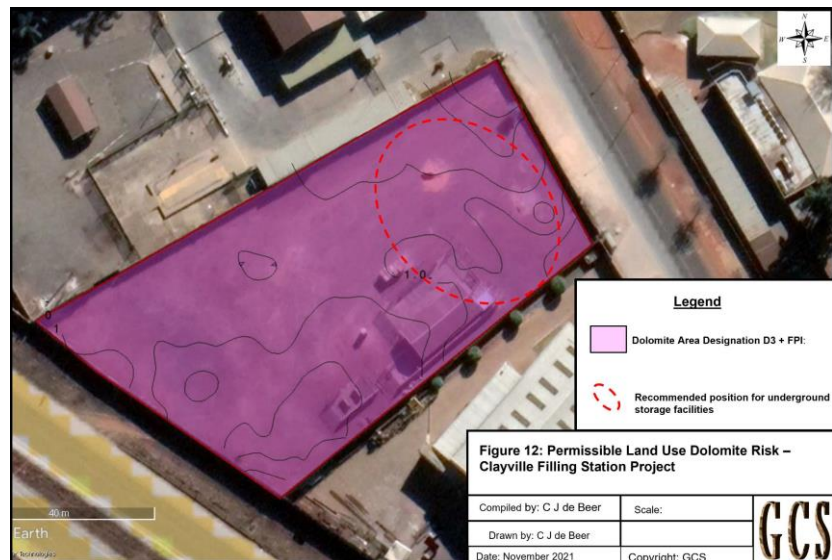 N
W E
S
1 0
0
1
40 m
Earth
Technologies
Legend
Dolomite Area Designation D3 + FPI:
Recommended position for underground
storage facilities
Figure 12: Permissible Land Use Dolomite Risk –
Clayville Filling Station Project
Compiled by: C J de Beer
Scale:
Drawn by: C J de Beer
Date: November 2021
Copyright: GCS
GCS